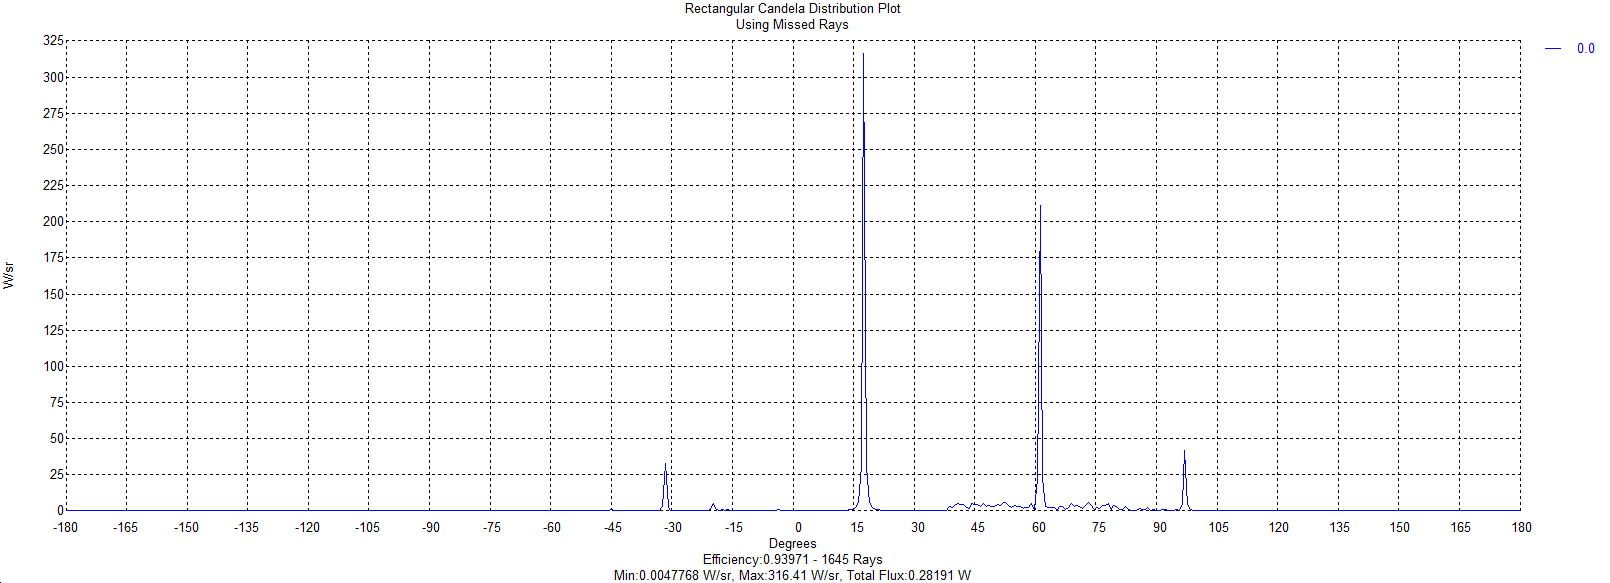 Rectangular Candela Distribution Plot
Using Missed Rays
325
0.0
300
275
250
225
200
175
W/sr
150
125
100
75
50
25
0
-180 -165 -150 -135 -120 -105 -90 -75 -60 -45 -30 -15 0 15 30 45 60 75 90 105 120 135 150 165 180
Degrees
Efficiency:0.93971 - 1645 Rays
Min:0.0047768 W/sr, Max:316.41 W/sr, Total Flux:0.28191 W